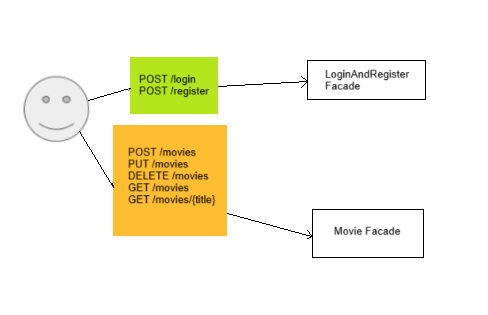 POST /login
POST /register
LoginAndRegister
Facade
POST /movies
PUT /movies
DELETE /movies
GET /movies
GET /movies/{title}
Movie Facade